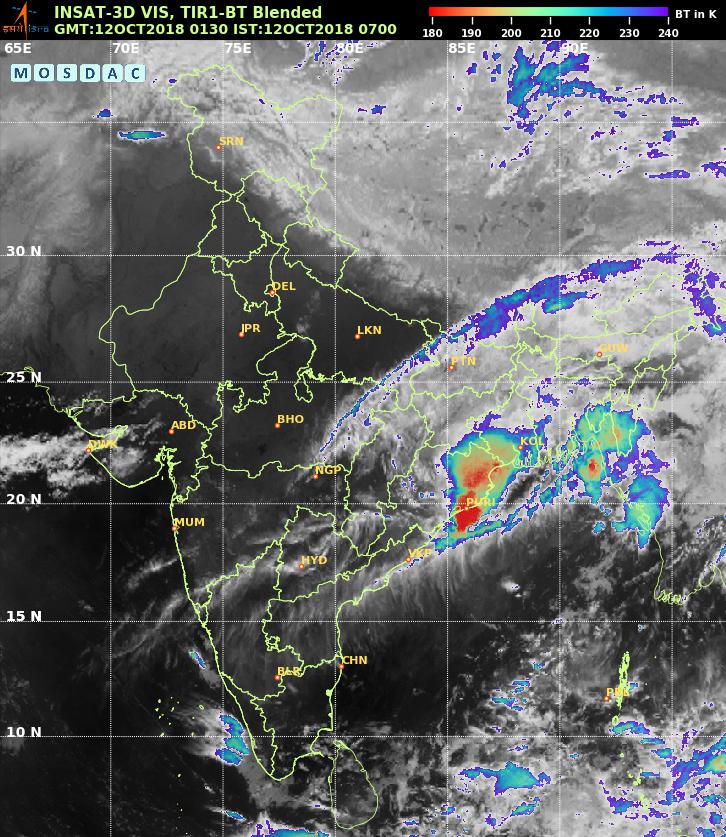 INSAT-3D VIS, TIR1-BT Blended
GMT:12OCT2018 0130 IST:12OCT2018 0700
BT in K
180 190 200 210 220 230 240
65E 70E 75E 80E 85E 90E
MOSDAC
SRN
30 N
DEL
JPR LKN
GUW
PTN
25 N
ABD BHO
DWK KOL
NGP
20 N PURI
MUM
HYD VKP
15 N
BLR CHN
PBL
10 N